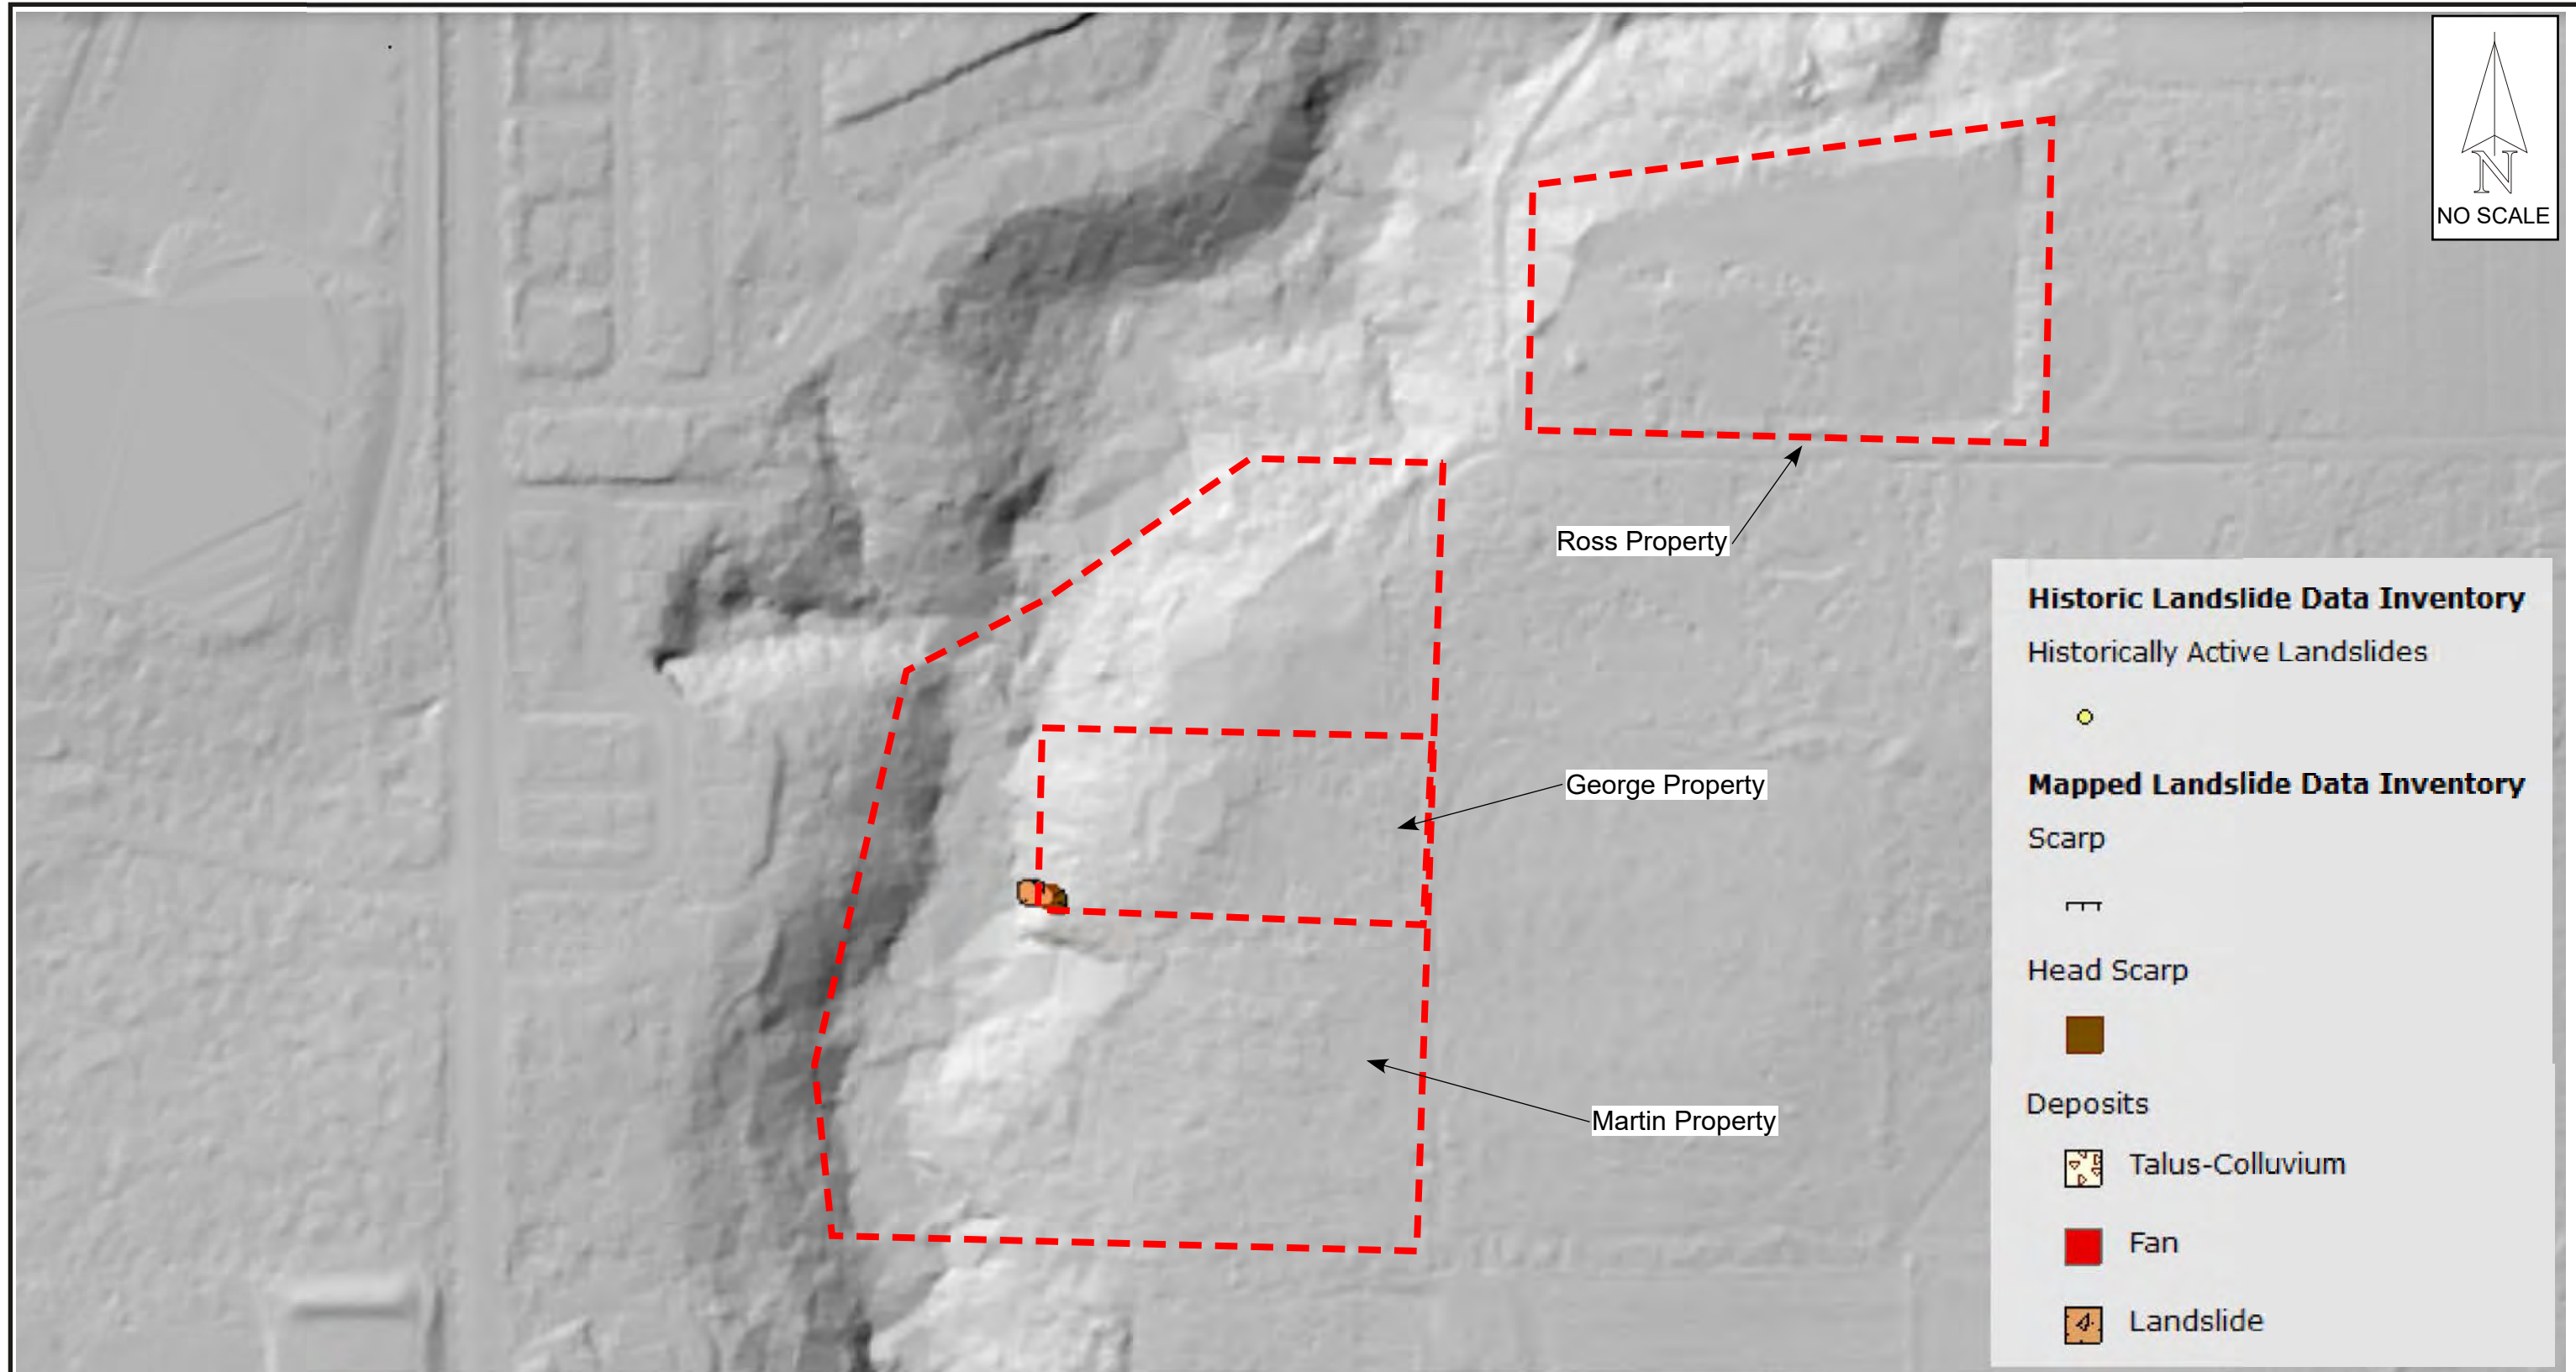 N
NO SCALE
Ross Property
George Property
Martin Property
Historic Landslide Data Inventory
Historically Active Landslides
Mapped Landslide Data Inventory
Scarp
Head Scarp
Deposits
Talus-Colluvium
Fan
Landslide